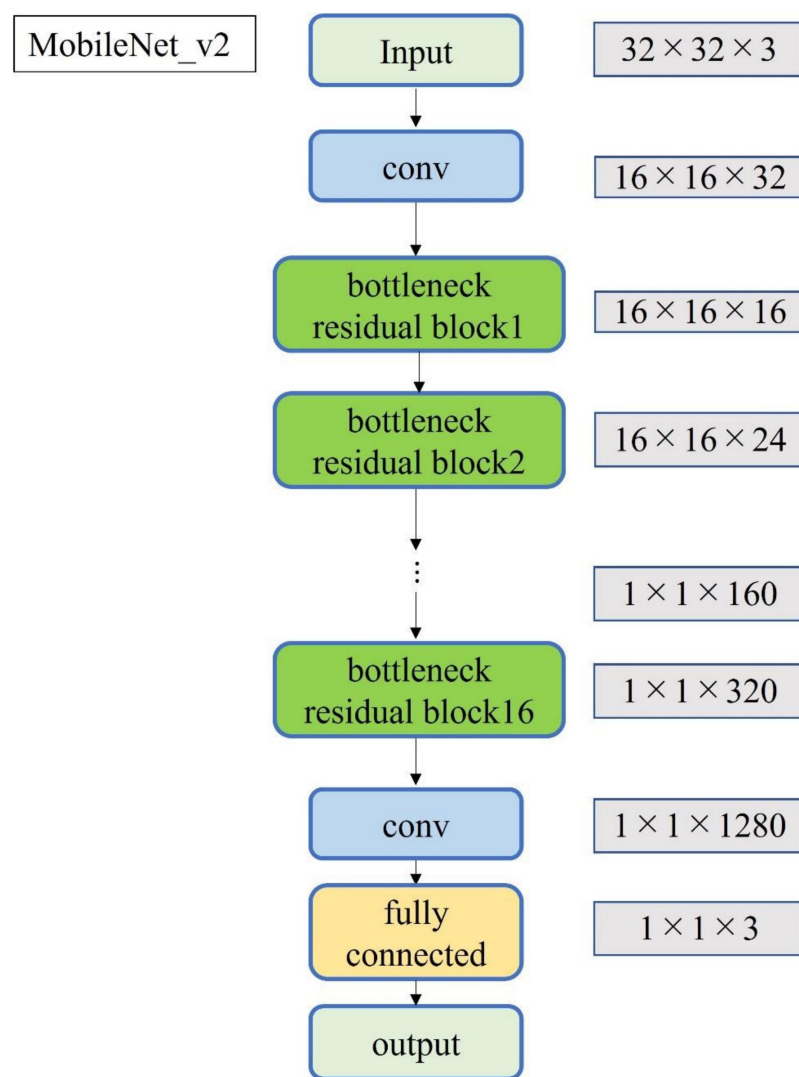 MobileNet_v2
Input
32 × 32 × 3
conv
16 × 16 × 32
bottleneck
residual block1
16 × 16 × 16
bottleneck
residual block2
16 × 16 × 24
⋮
1 × 1 × 160
bottleneck
residual block16
1 × 1 × 320
conv
1 × 1 × 1280
fully
connected
1 × 1 × 3
output